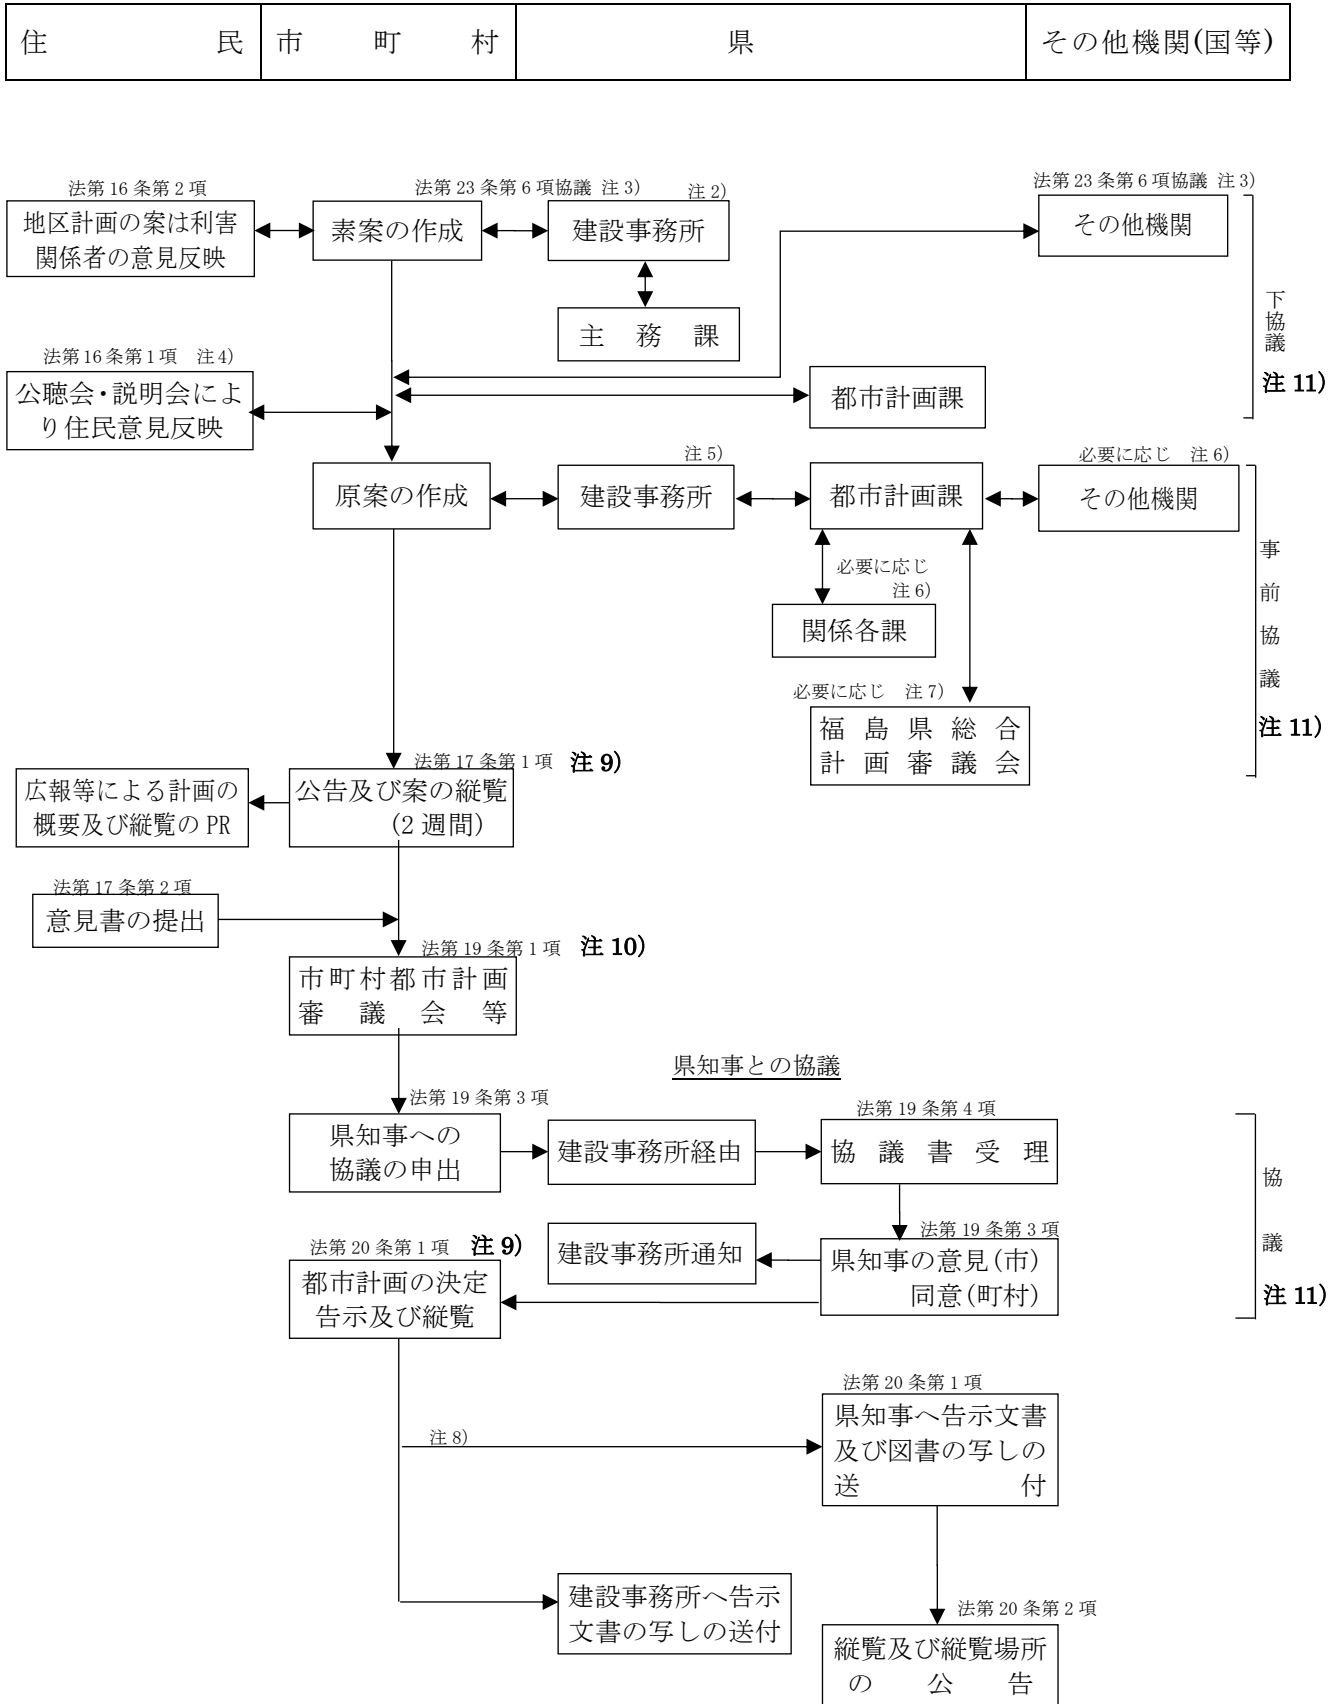 住民
市町村
県
その他機関(国等)
法第16条第2項
地区計画の案は利害
関係者の意見反映
法第23条第6項協議 注3)
素案の作成
注2)
建設事務所
法第23条第6項協議 注3)
その他機関
主務課
下協議
注11)
法第16条第1項 注4)
公聴会・説明会によ
り住民意見反映
都市計画課
原案の作成
注5)
建設事務所
都市計画課
必要に応じ 注6)
その他機関
必要に応じ
注6)
関係各課
事前協議
注11)
必要に応じ 注7)
福島県総合
計画審議会
広報等による計画の
概要及び縦覧のPR
法第17条第1項 注9)
公告及び案の縦覧
(2週間)
法第17条第2項
意見書の提出
法第19条第1項 注10)
市町村都市計画
審議会等
県知事との協議
法第19条第3項
県知事への
協議の申出
建設事務所経由
法第19条第4項
協議書受理
協議
注11)
法第19条第3項
県知事の意見(市)
同意(町村)
建設事務所通知
法第20条第1項 注9)
都市計画の決定
告示及び縦覧
注8)
法第20条第1項
県知事へ告示文書
及び図書の写しの
送付
建設事務所へ告示
文書の写しの送付
法第20条第2項
縦覧及び縦覧場所
の公告